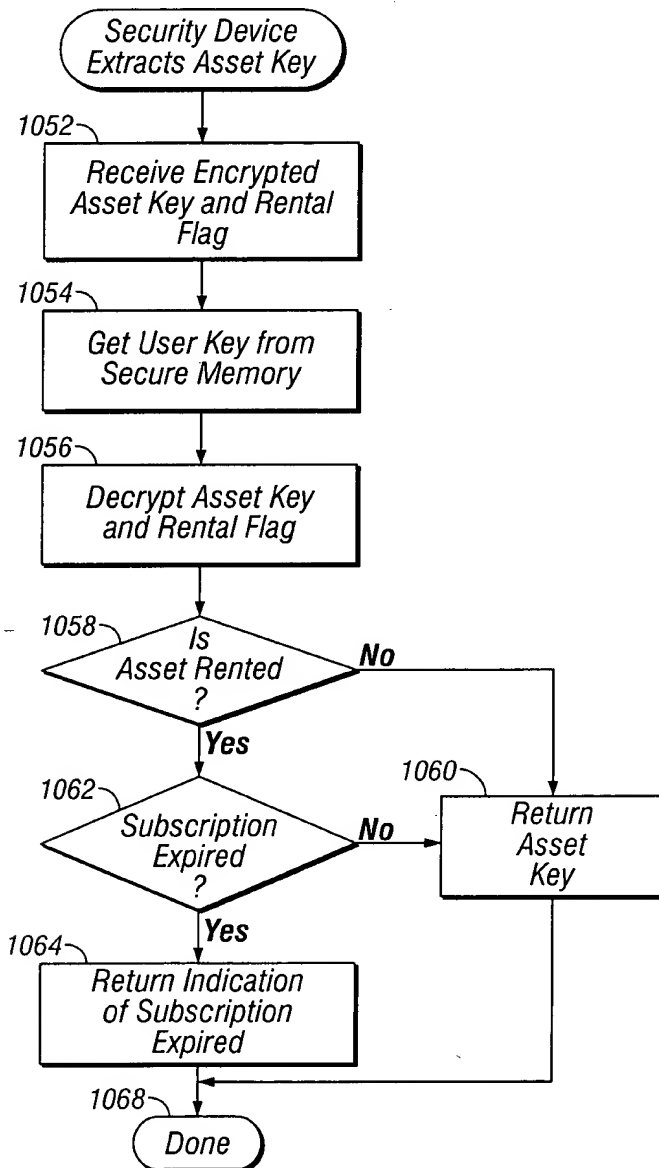 Security Device
Extracts Asset Key
1052
Receive Encrypted
Asset Key and Rental
Flag
1054
Get User Key from
Secure Memory
1056
Decrypt Asset Key
and Rental Flag
1058
Is
Asset Rented
?
No
Yes
1060
Return
Asset
Key
1062
Subscription
Expired
?
No
Yes
1064
Return Indication
of Subscription
Expired
1068
Done